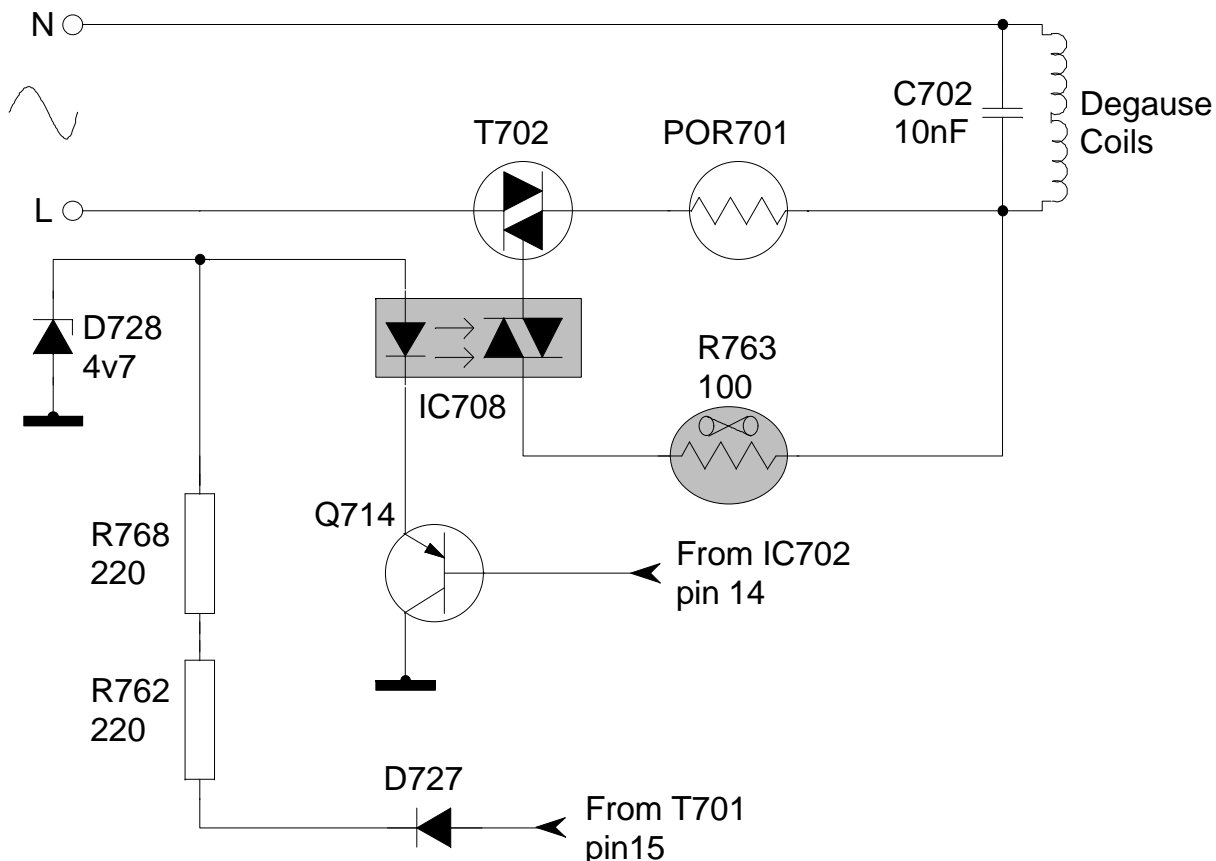 N
C702
10nF
Degause
Coils
T702
POR701
L
D728
4v7
IC708
R763
100
Q714
From IC702
pin 14
R768
220
R762
220
D727
From T701
pin15